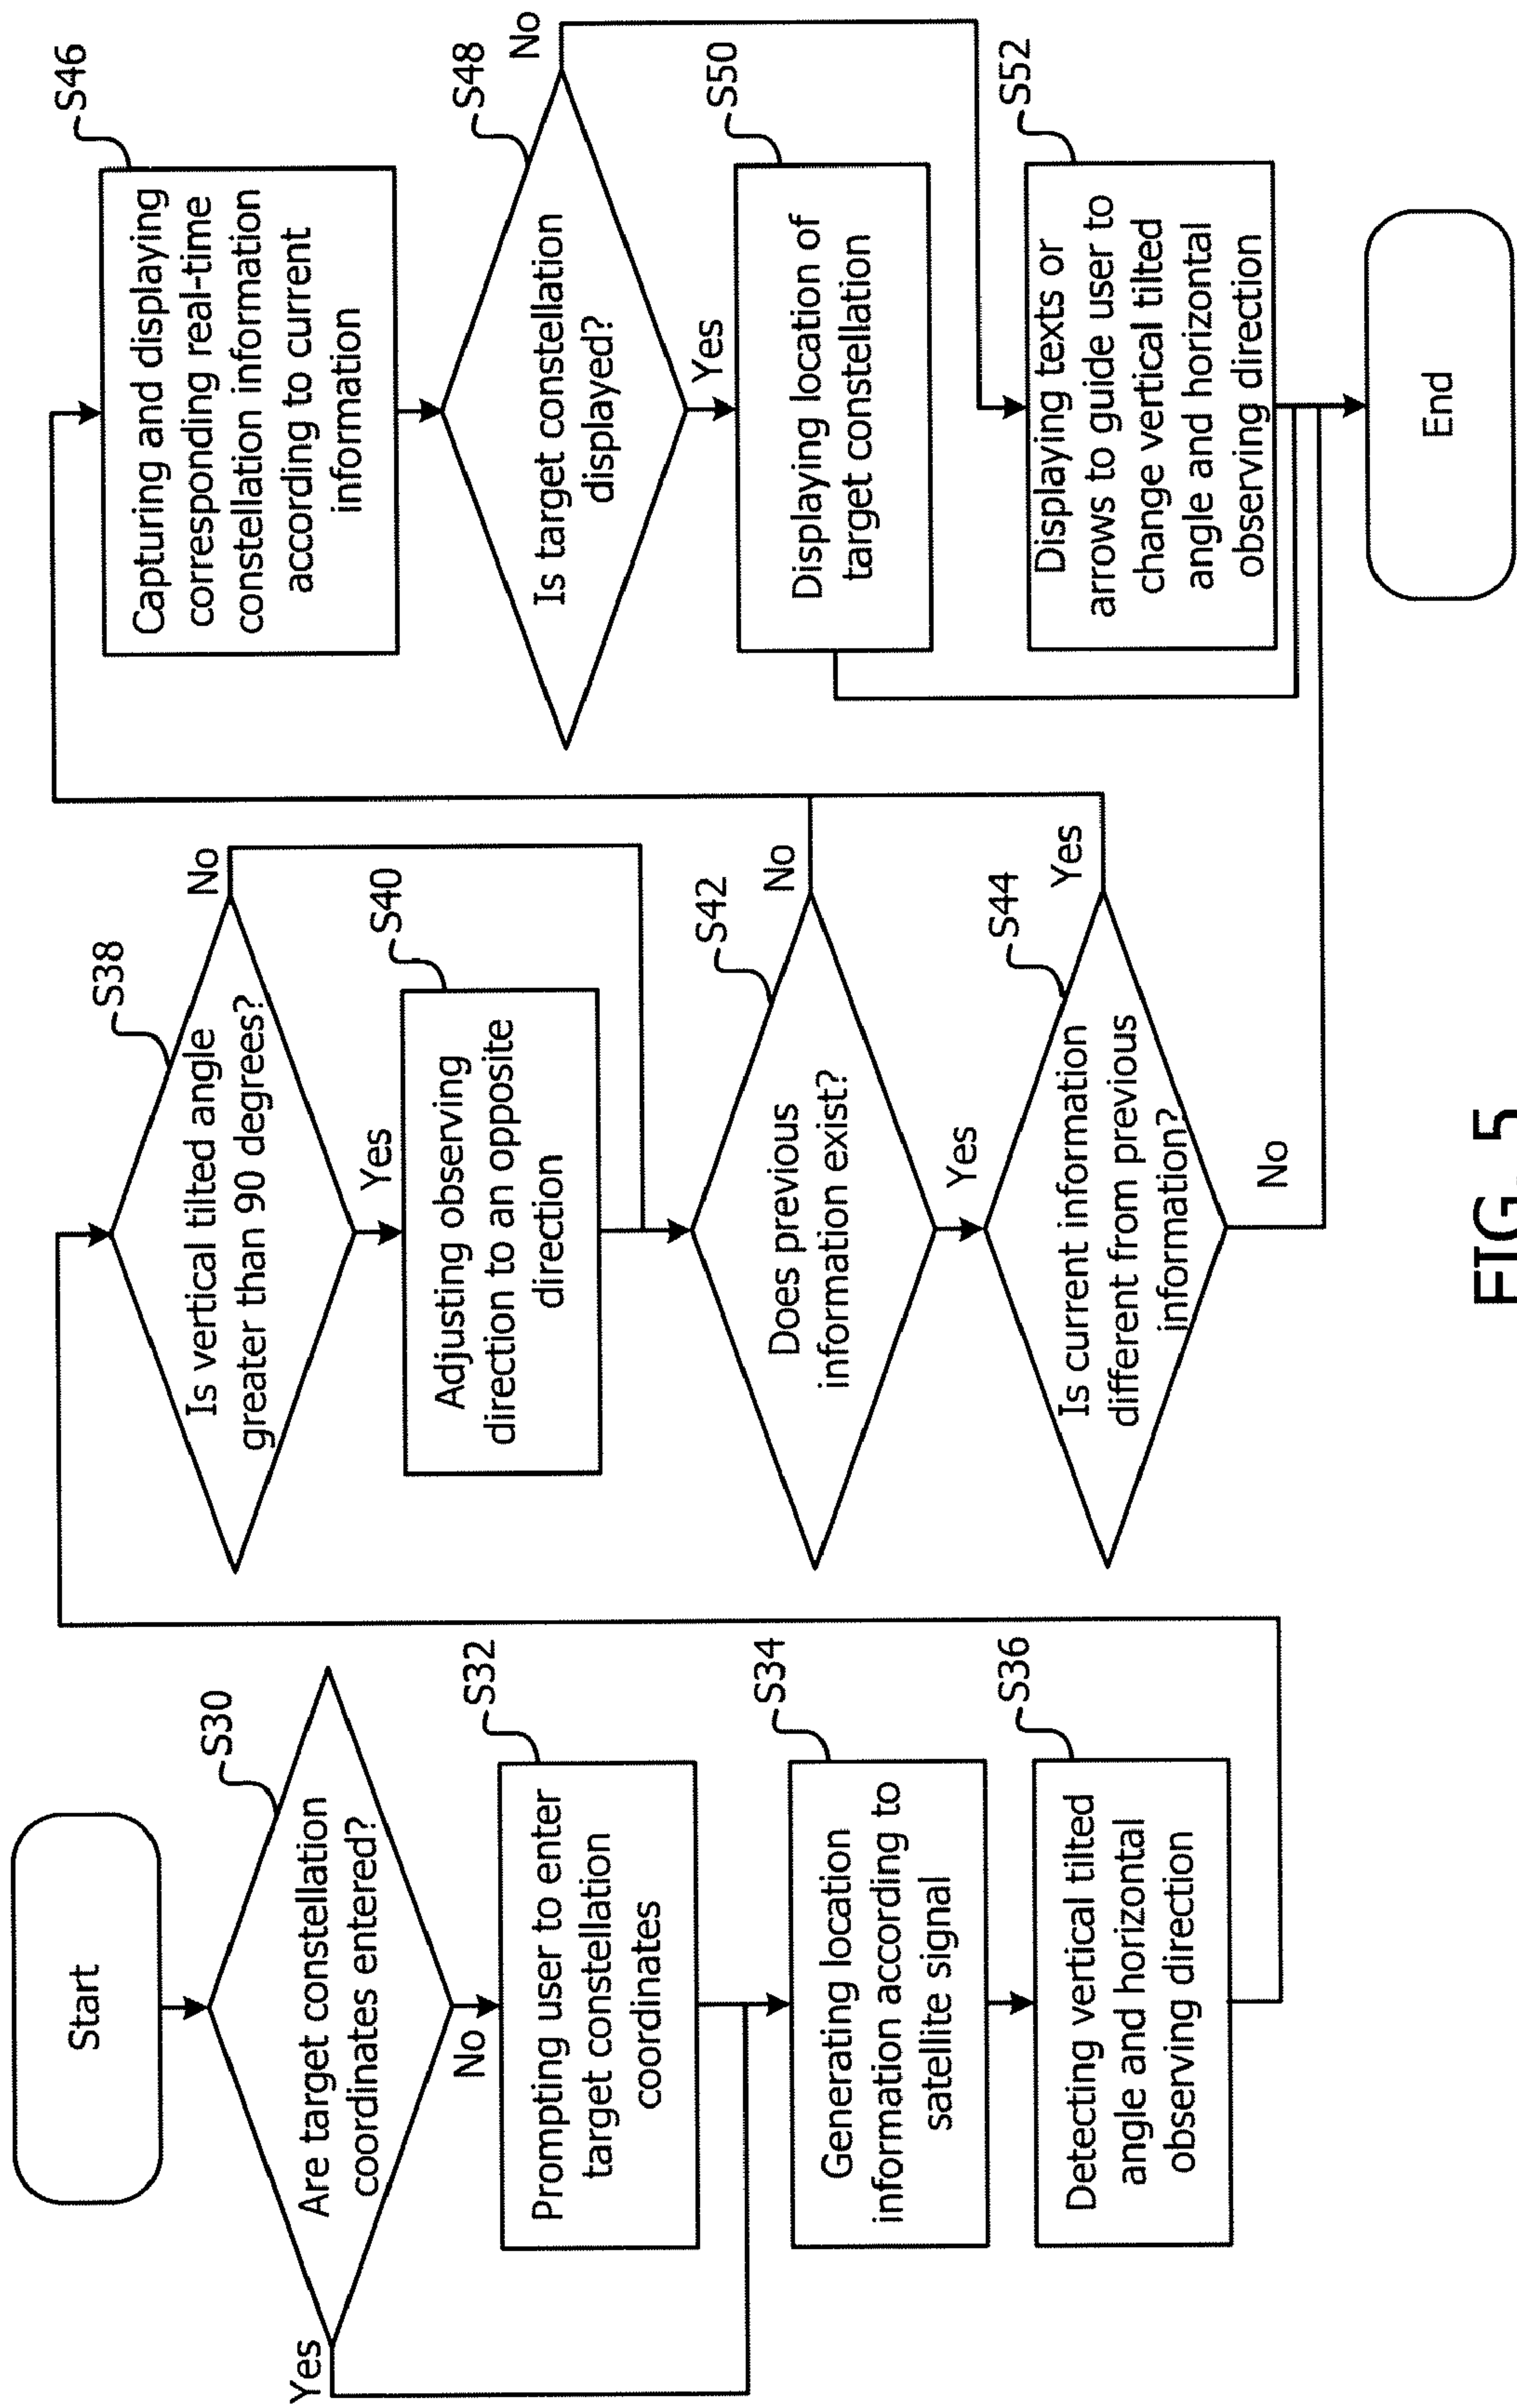 Start
S30
Are target constellation
coordinates entered?
Yes
No
S32
Prompting user to enter
target constellation
coordinates
S34
Generating location
information according to
satellite signal
S36
Detecting vertical tilted
angle and horizontal
observing direction
S38
Is vertical tilted angle
greater than 90 degrees?
No
Yes
S40
Adjusting observing
direction to an opposite
direction
S42
Does previous
information exist?
No
Yes
S44
Is current information
different from previous
information?
Yes
No
S46
Capturing and displaying
corresponding real-time
constellation information
according to current
information
S48
Is target constellation
displayed?
No
Yes
S50
Displaying location of
target constellation
S52
Displaying texts or
arrows to guide user to
change vertical tilted
angle and horizontal
observing direction
End
FIG. 5